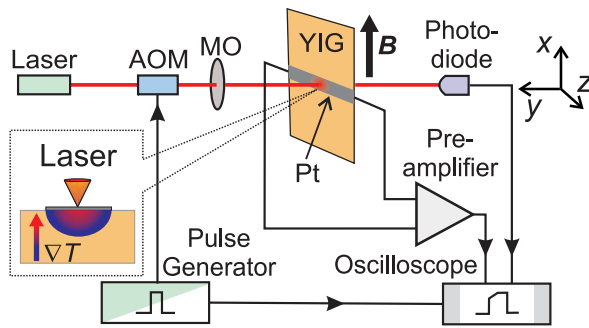 Laser
AOM
MO
YIG
B
Photo-
diode
x
y
z
Pt
Pre-
amplifier
Laser
∇T
Pulse
Generator
Oscilloscope